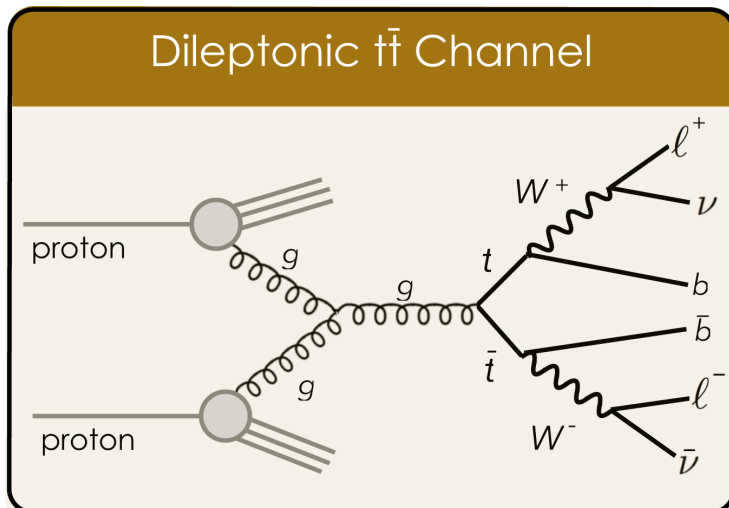 Dileptonic tt̄ Channel
ℓ⁺
W⁺
ν
proton
g
t
b
g
b̄
t̄
g
ℓ⁻
proton
W⁻
ν̄